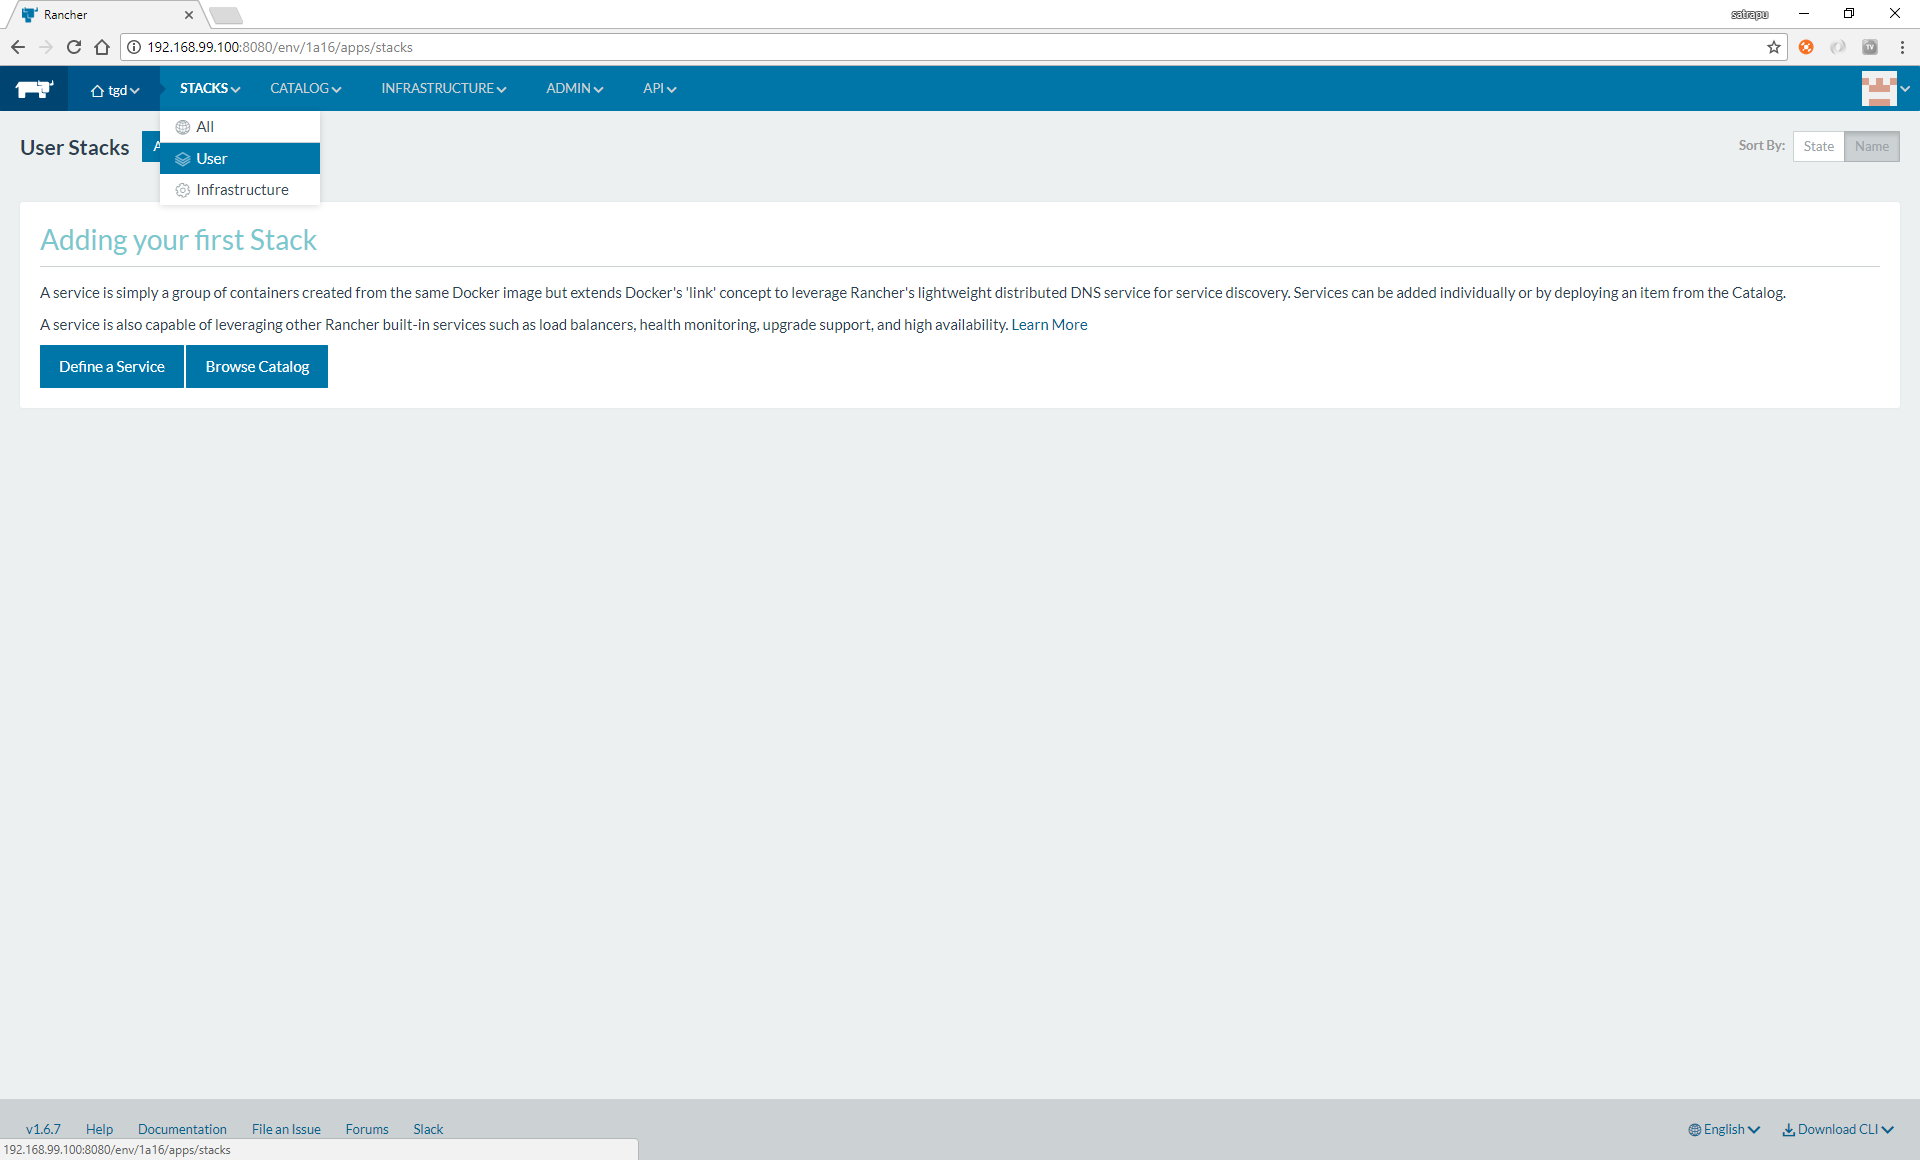 Rancher
satrapu
192.168.99.100:8080/env/1a16/apps/stacks
tgd STACKS CATALOG INFRASTRUCTURE ADMIN API
All
User Stacks A Sort By: State Name
User
Infrastructure
Adding your first Stack
A service is simply a group of containers created from the same Docker image but extends Docker's 'link' concept to leverage Rancher's lightweight distributed DNS service for service discovery. Services can be added individually or by deploying an item from the Catalog.
A service is also capable of leveraging other Rancher built-in services such as load balancers, health monitoring, upgrade support, and high availability. Learn More
Define a Service Browse Catalog
v1.6.7 Help Documentation File an Issue Forums Slack English Download CLI
192.168.99.100:8080/env/1a16/apps/stacks